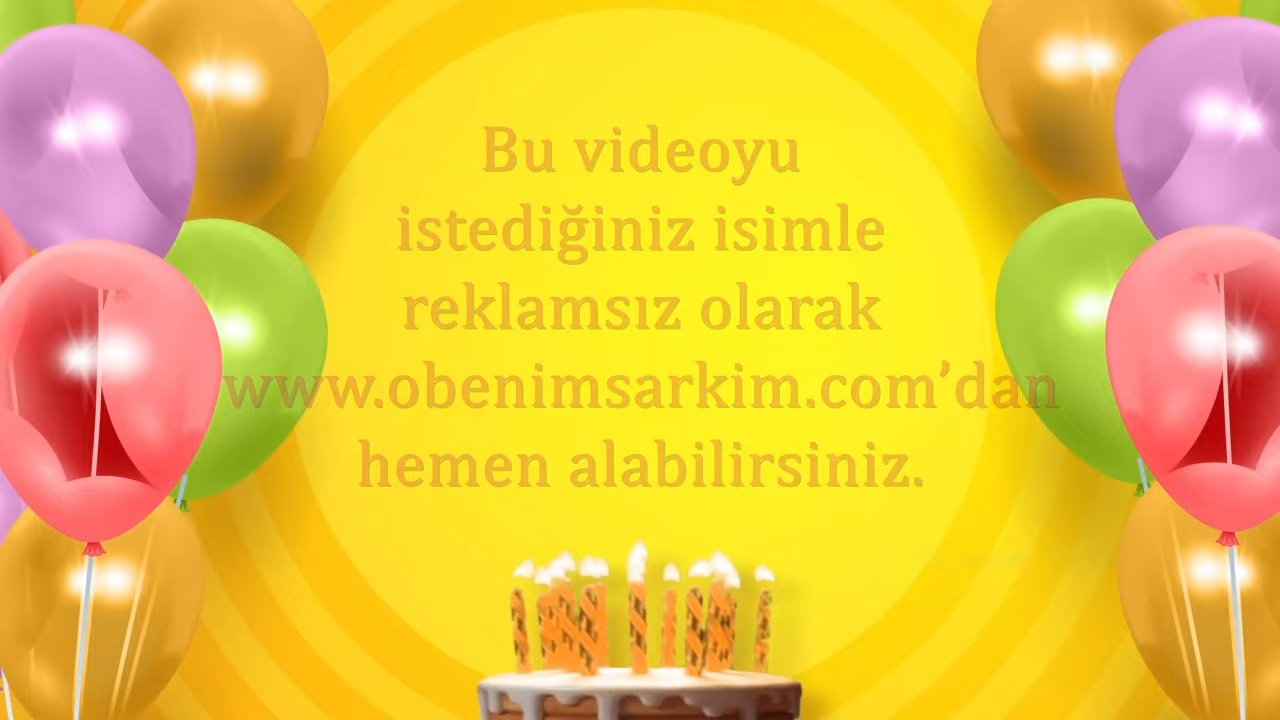 Bu videoyu
istediğiniz isimle
reklamsız olarak
www.obenimsarkim.com’dan
hemen alabilirsiniz.